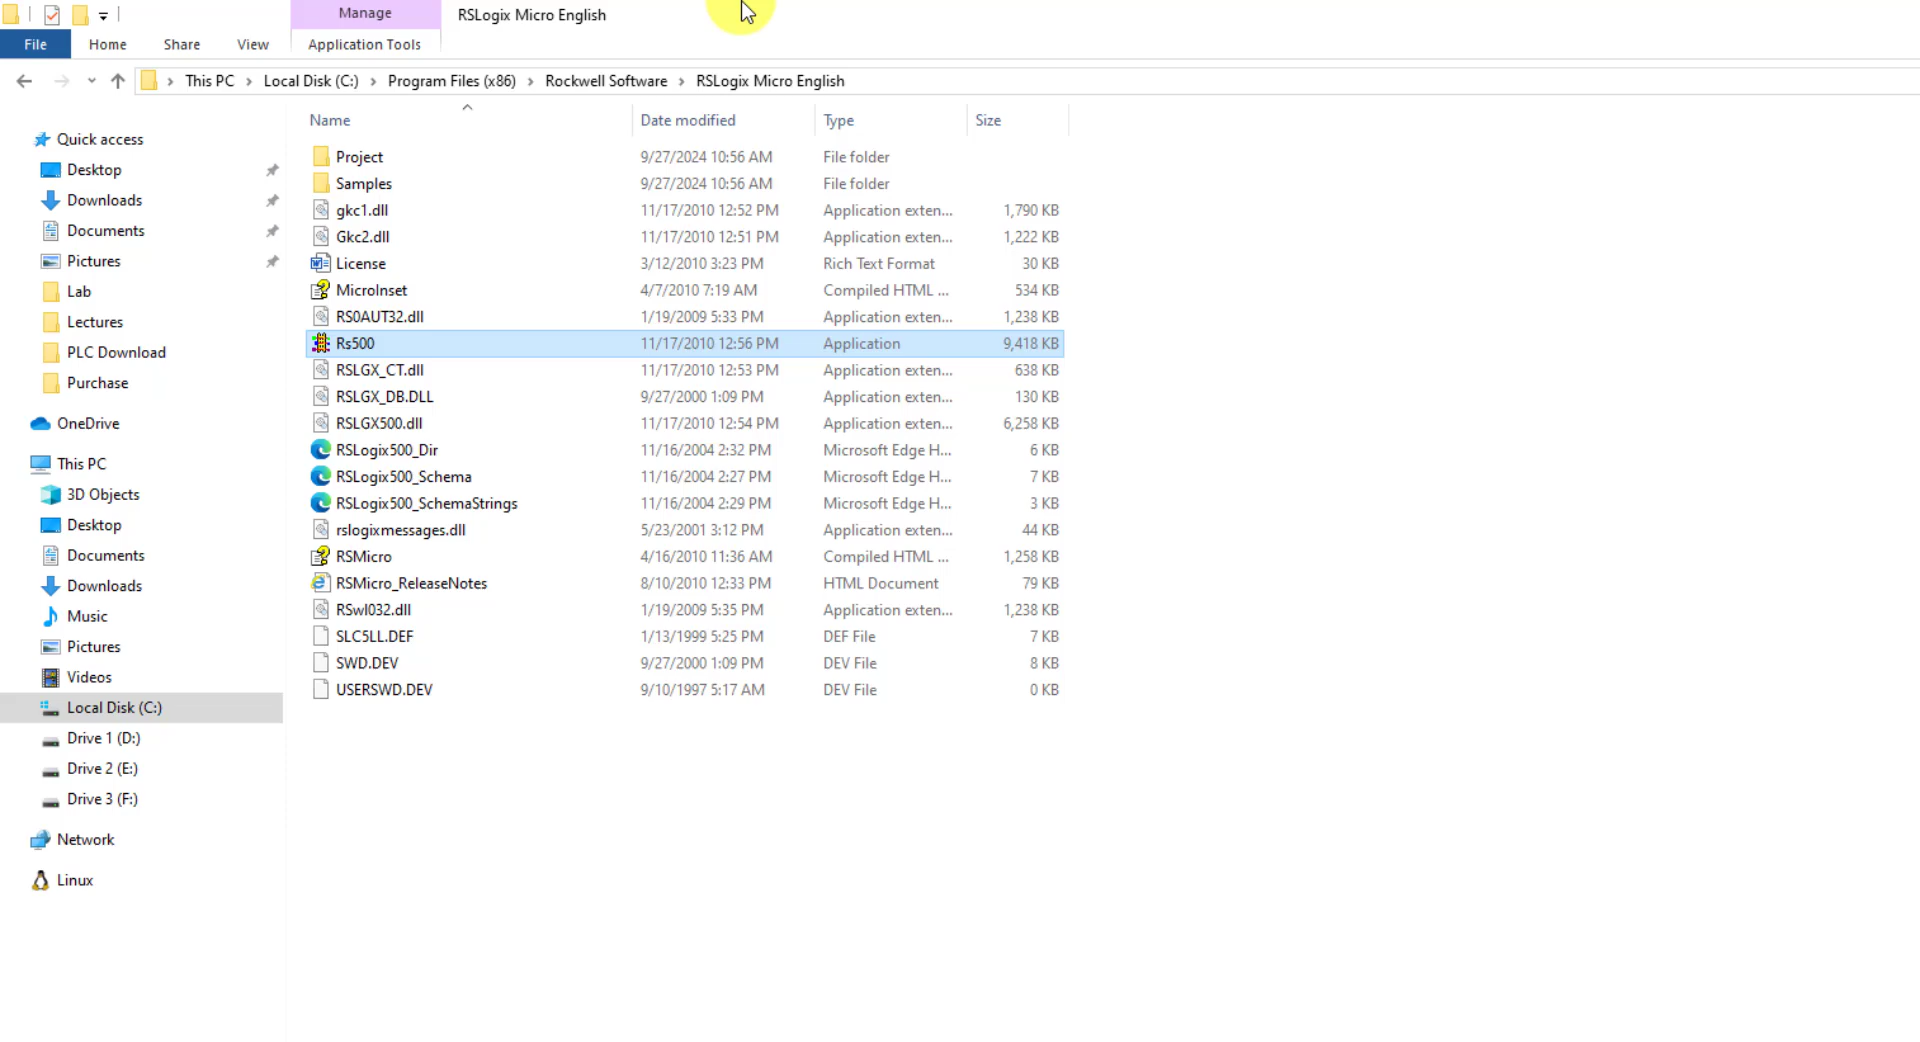 Manage
RSLogix Micro English
File
Home
Share
View
Application Tools
This PC
Local Disk (C:)
Program Files (x86)
Rockwell Software
RSLogix Micro English
Name
Date modified
Type
Size
Quick access
Desktop
Downloads
Documents
Pictures
Lab
Lectures
PLC Download
Purchase
OneDrive
This PC
3D Objects
Desktop
Documents
Downloads
Music
Pictures
Videos
Local Disk (C:)
Drive 1 (D:)
Drive 2 (E:)
Drive 3 (F:)
Network
Linux
Project 9/27/2024 10:56 AM File folder
Samples 9/27/2024 10:56 AM File folder
gkc1.dll 11/17/2010 12:52 PM Application exten... 1,790 KB
Gkc2.dll 11/17/2010 12:51 PM Application exten... 1,222 KB
License 3/12/2010 3:23 PM Rich Text Format 30 KB
MicroInset 4/7/2010 7:19 AM Compiled HTML ... 534 KB
RS0AUT32.dll 1/19/2009 5:33 PM Application exten... 1,238 KB
Rs500 11/17/2010 12:56 PM Application 9,418 KB
RSLGX_CT.dll 11/17/2010 12:53 PM Application exten... 638 KB
RSLGX_DB.DLL 9/27/2000 1:09 PM Application exten... 130 KB
RSLGX500.dll 11/17/2010 12:54 PM Application exten... 6,258 KB
RSLogix500_Dir 11/16/2004 2:32 PM Microsoft Edge H... 6 KB
RSLogix500_Schema 11/16/2004 2:27 PM Microsoft Edge H... 7 KB
RSLogix500_SchemaStrings 11/16/2004 2:29 PM Microsoft Edge H... 3 KB
rslogixmessages.dll 5/23/2001 3:12 PM Application exten... 44 KB
RSMicro 4/16/2010 11:36 AM Compiled HTML ... 1,258 KB
RSMicro_ReleaseNotes 8/10/2010 12:33 PM HTML Document 79 KB
RSwl032.dll 1/19/2009 5:35 PM Application exten... 1,238 KB
SLC5LL.DEF 1/13/1999 5:25 PM DEF File 7 KB
SWD.DEV 9/27/2000 1:09 PM DEV File 8 KB
USERSWD.DEV 9/10/1997 5:17 AM DEV File 0 KB